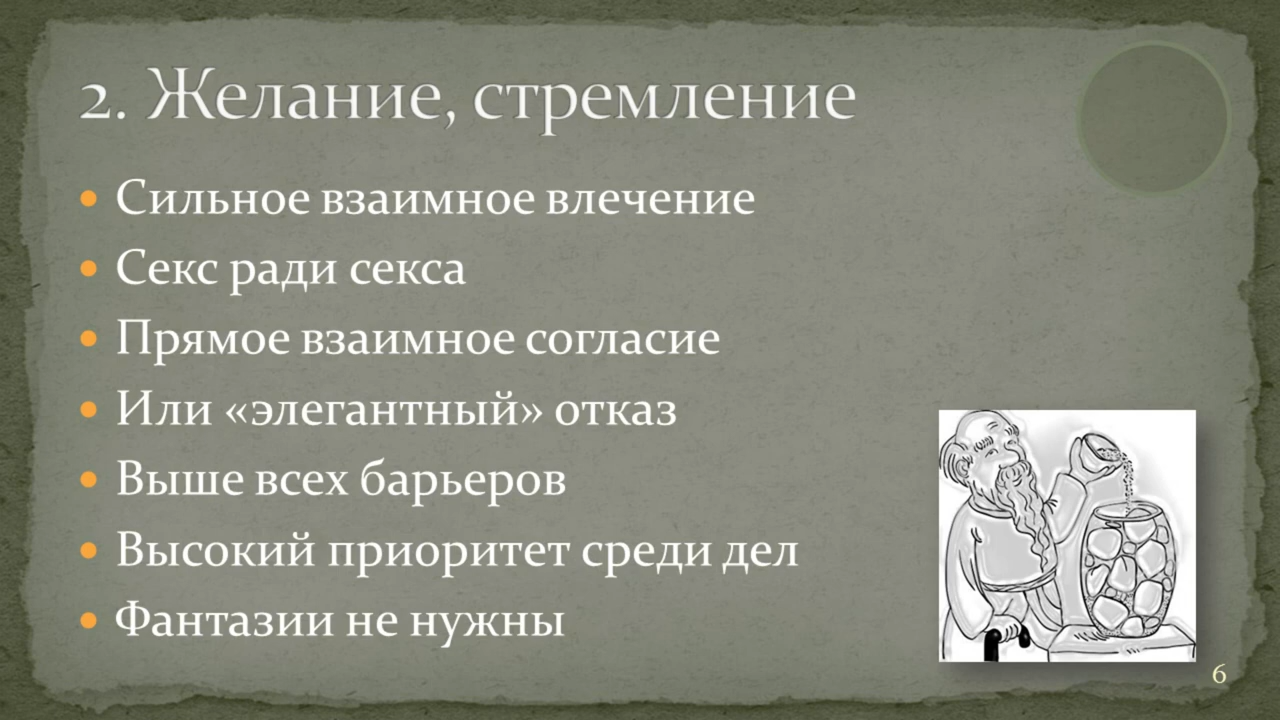 2. Желание, стремление
• Сильное взаимное влечение
• Секс ради секса
• Прямое взаимное согласие
• Или «элегантный» отказ
• Выше всех барьеров
• Высокий приоритет среди дел
• Фантазии не нужны
6